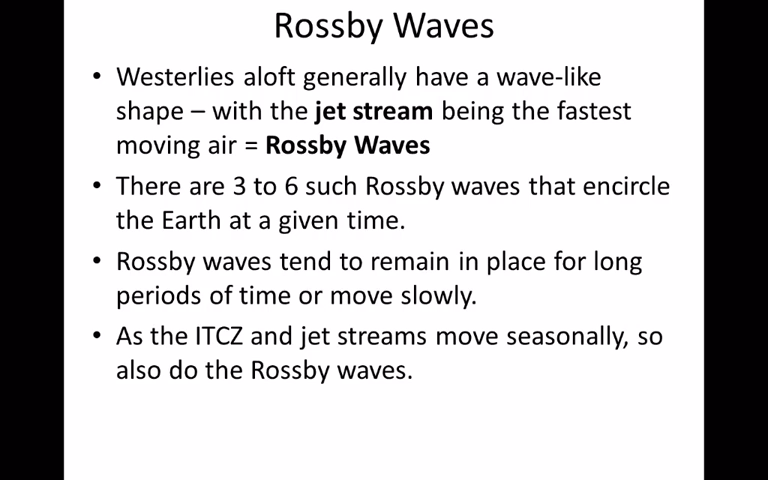 Rossby Waves
• Westerlies aloft generally have a wave-like
shape – with the jet stream being the fastest
moving air = Rossby Waves
• There are 3 to 6 such Rossby waves that encircle
the Earth at a given time.
• Rossby waves tend to remain in place for long
periods of time or move slowly.
• As the ITCZ and jet streams move seasonally, so
also do the Rossby waves.